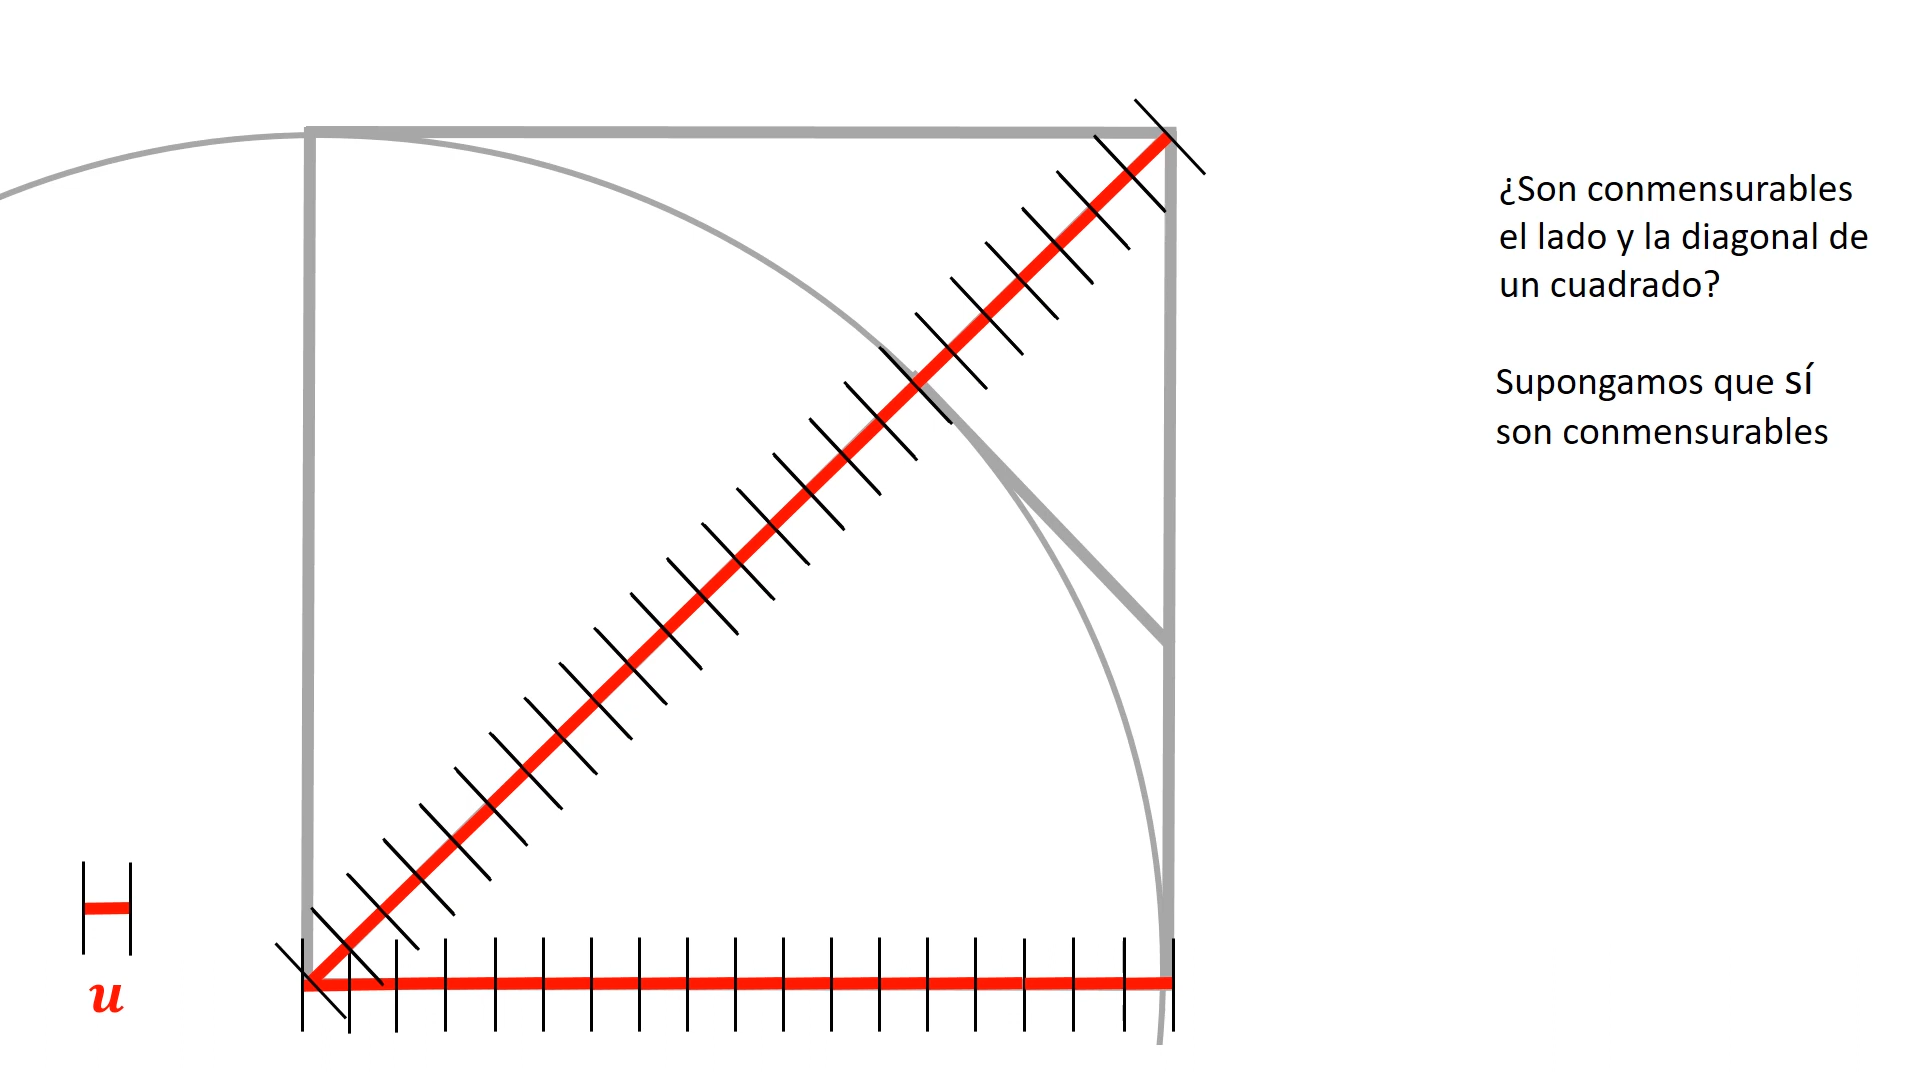 ¿Son conmensurables
el lado y la diagonal de
un cuadrado?
Supongamos que sí
son conmensurables
u